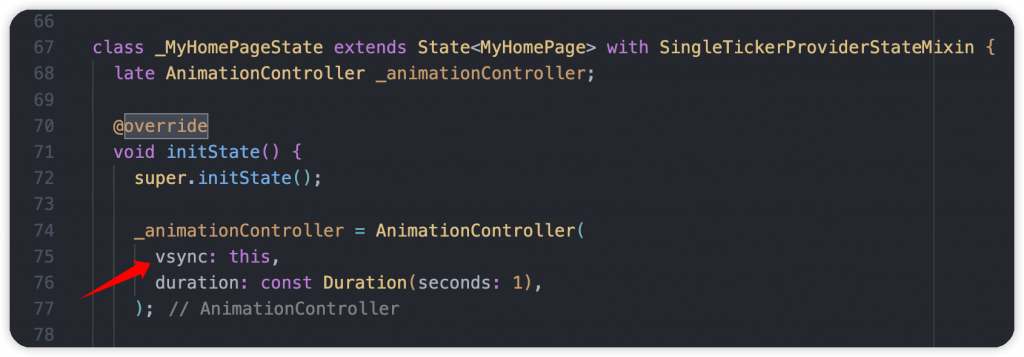 66
67 class _MyHomePageState extends State<MyHomePage> with SingleTickerProviderStateMixin {
68 late AnimationController _animationController;
69
70 @override
71 void initState() {
72 super.initState();
73
74 _animationController = AnimationController(
75 vsync: this,
76 duration: const Duration(seconds: 1),
77 ); // AnimationController
78